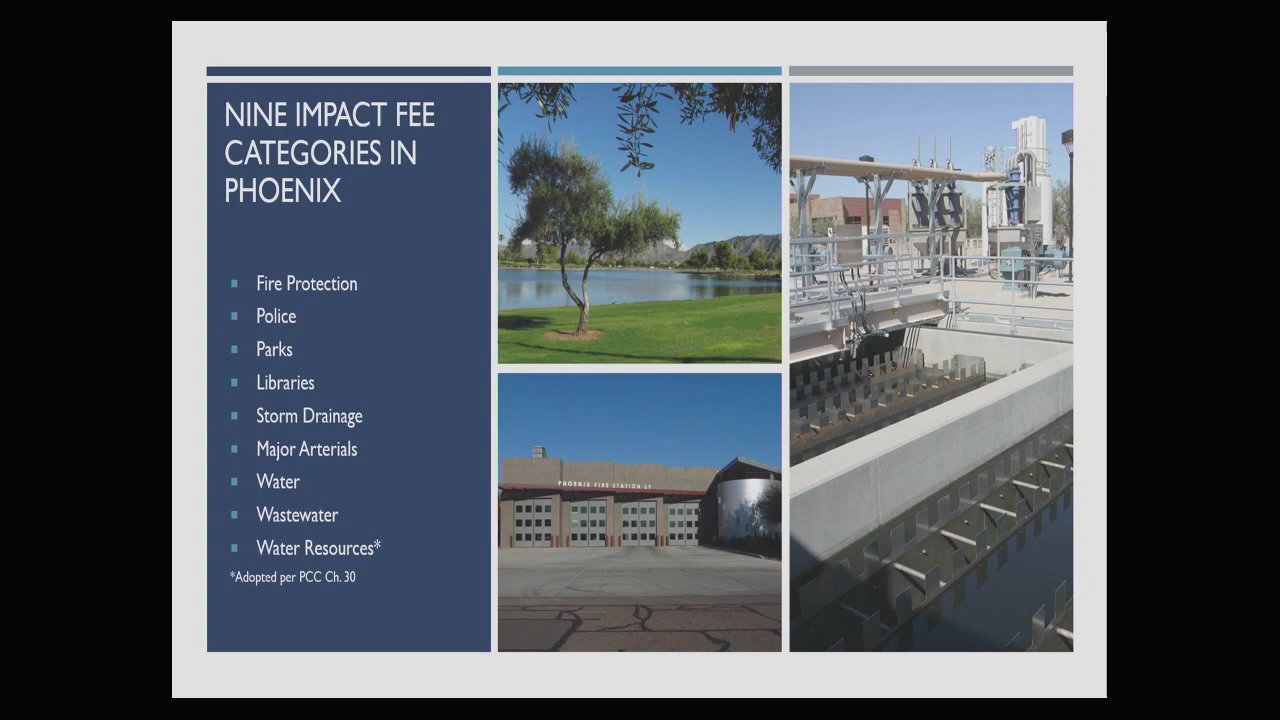 NINE IMPACT FEE
CATEGORIES IN
PHOENIX
Fire Protection
Police
Parks
Libraries
Storm Drainage
Major Arterials
Water
Wastewater
Water Resources*
*Adopted per PCC Ch. 30
PHOENIX FIRE STATION